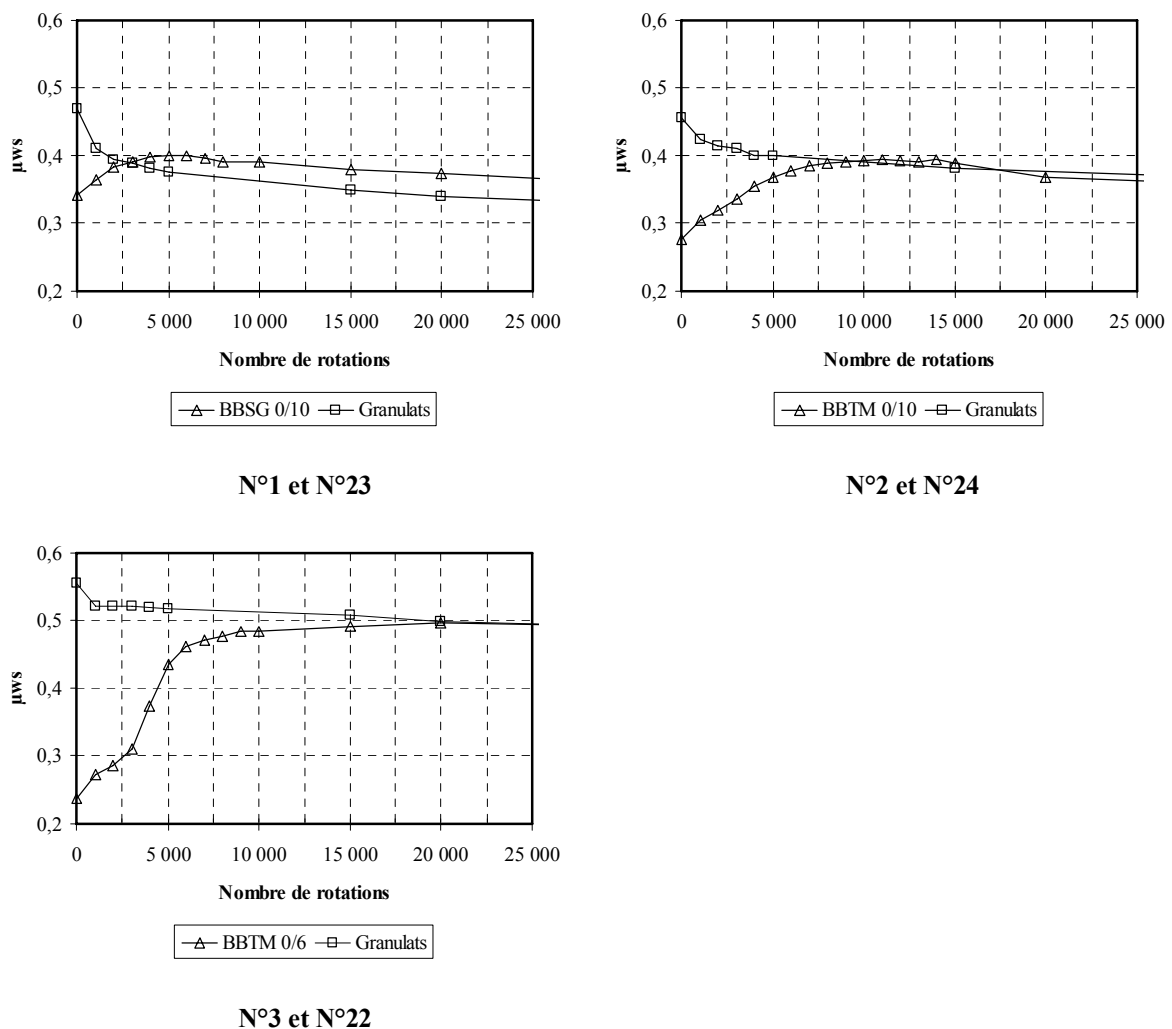 0,6
0,5
0,4
0,3
0,2
µws
0 5 000 10 000 15 000 20 000 25 000
Nombre de rotations
BBSG 0/10 Granulats
N°1 et N°23
0,6
0,5
0,4
0,3
0,2
µws
0 5 000 10 000 15 000 20 000 25 000
Nombre de rotations
BBTM 0/10 Granulats
N°2 et N°24
0,6
0,5
0,4
0,3
0,2
µws
0 5 000 10 000 15 000 20 000 25 000
Nombre de rotations
BBTM 0/6 Granulats
N°3 et N°22